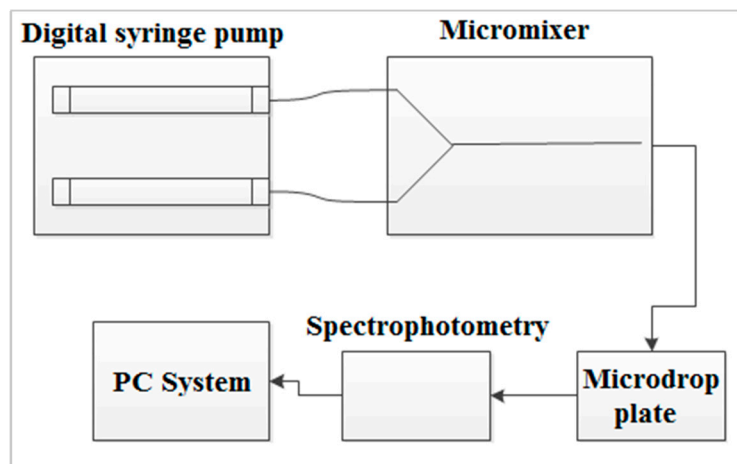 Digital syringe pump
Micromixer
Spectrophotometry
PC System
Microdrop
plate